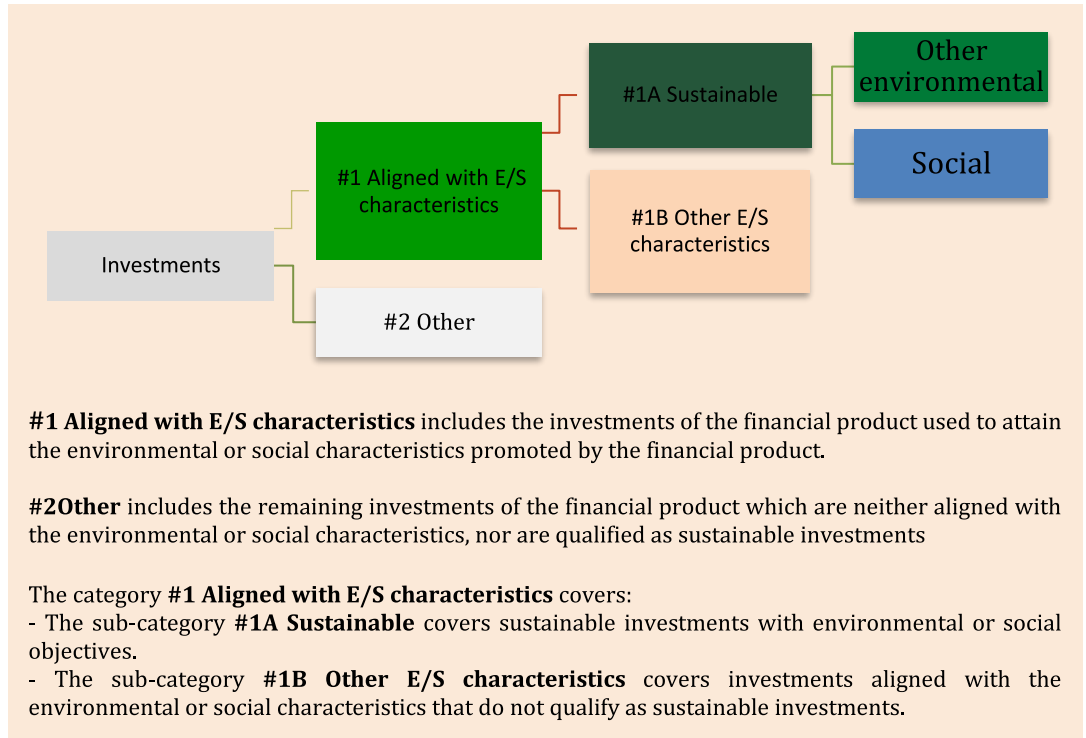 Other
environmental
#1A Sustainable
Social
#1 Aligned with E/S
characteristics
#1B Other E/S
characteristics
Investments
#2 Other
#1 Aligned with E/S characteristics includes the investments of the financial product used to attain
the environmental or social characteristics promoted by the financial product.
#2Other includes the remaining investments of the financial product which are neither aligned with
the environmental or social characteristics, nor are qualified as sustainable investments
The category #1 Aligned with E/S characteristics covers:
- The sub-category #1A Sustainable covers sustainable investments with environmental or social
objectives.
- The sub-category #1B Other E/S characteristics covers investments aligned with the
environmental or social characteristics that do not qualify as sustainable investments.